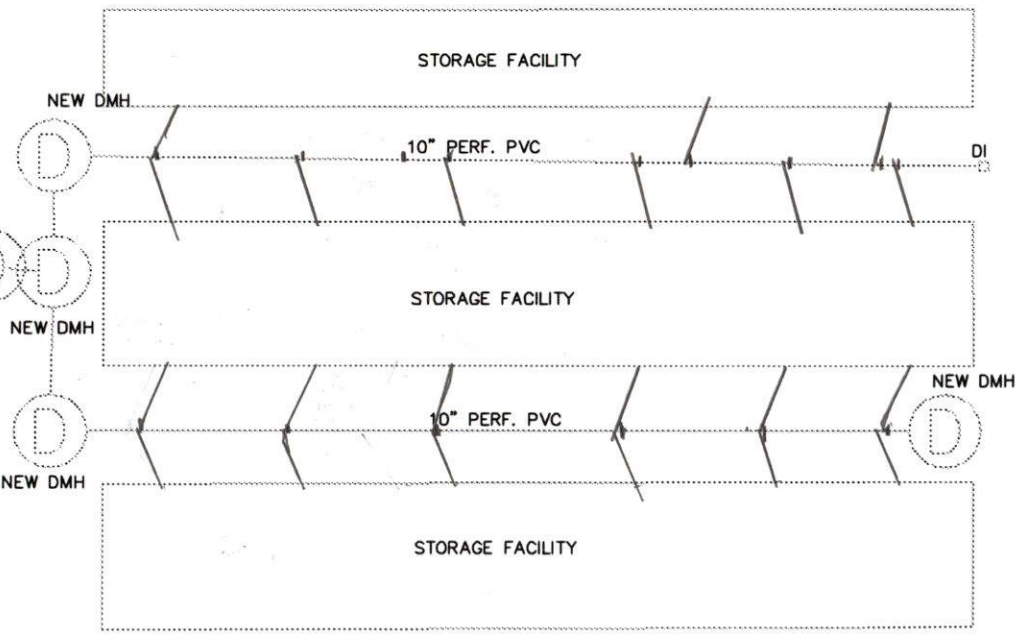 STORAGE FACILITY
NEW DMH
D
10" PERF. PVC
DI
D
STORAGE FACILITY
NEW DMH
NEW DMH
10" PERF. PVC
D
D
NEW DMH
STORAGE FACILITY